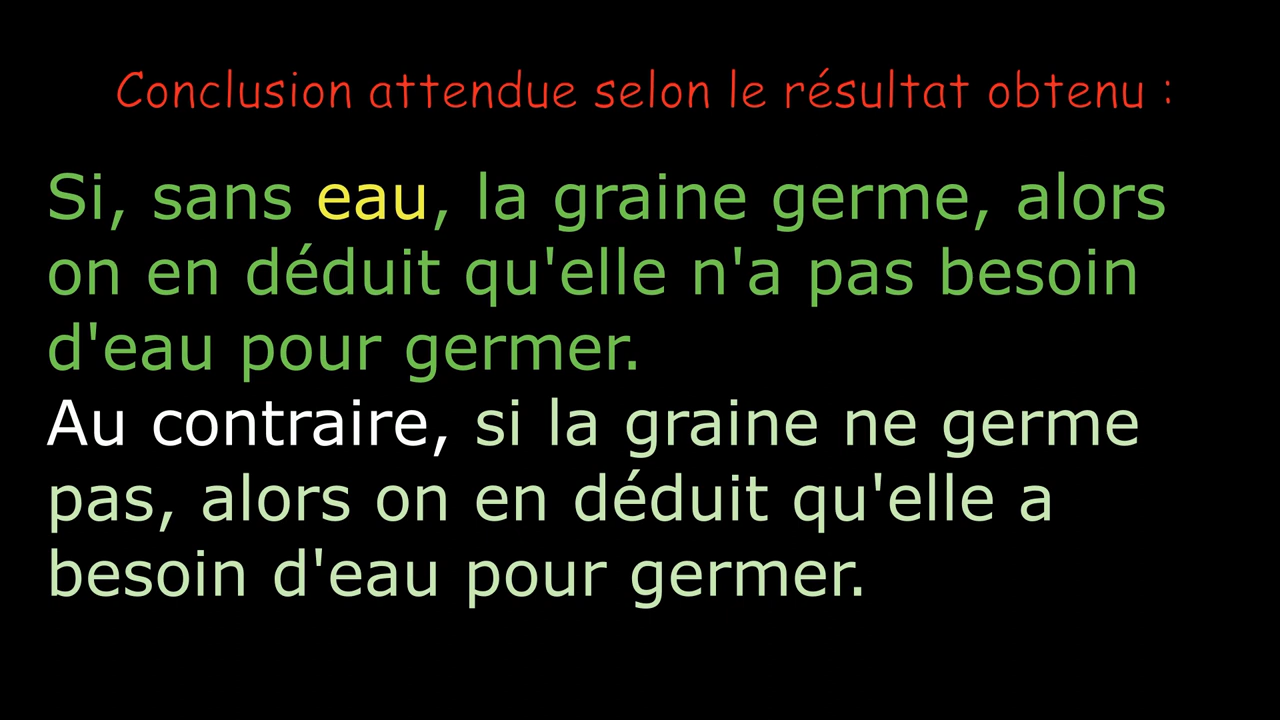 Conclusion attendue selon le résultat obtenu :
Si, sans eau, la graine germe, alors
on en déduit qu'elle n'a pas besoin
d'eau pour germer.
Au contraire, si la graine ne germe
pas, alors on en déduit qu'elle a
besoin d'eau pour germer.